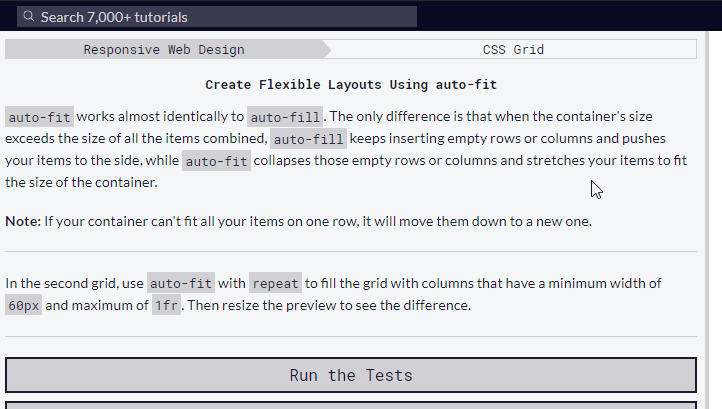 Search 7,000+ tutorials
Responsive Web Design
CSS Grid
Create Flexible Layouts Using auto-fit
auto-fit works almost identically to auto-fill. The only difference is that when the container's size
exceeds the size of all the items combined, auto-fill keeps inserting empty rows or columns and pushes
your items to the side, while auto-fit collapses those empty rows or columns and stretches your items to fit
the size of the container.
Note: If your container can't fit all your items on one row, it will move them down to a new one.
In the second grid, use auto-fit with repeat to fill the grid with columns that have a minimum width of
60px and maximum of 1fr. Then resize the preview to see the difference.
Run the Tests